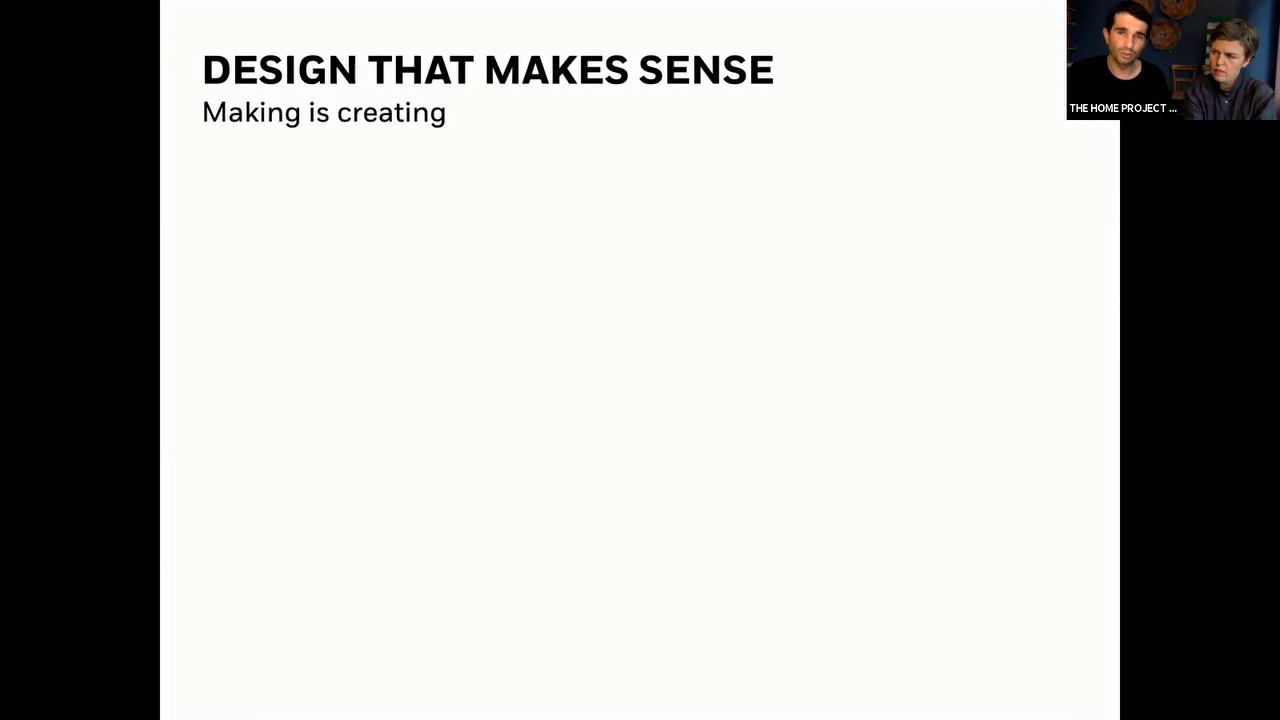 DESIGN THAT MAKES SENSE
Making is creating
THE HOME PROJECT ...